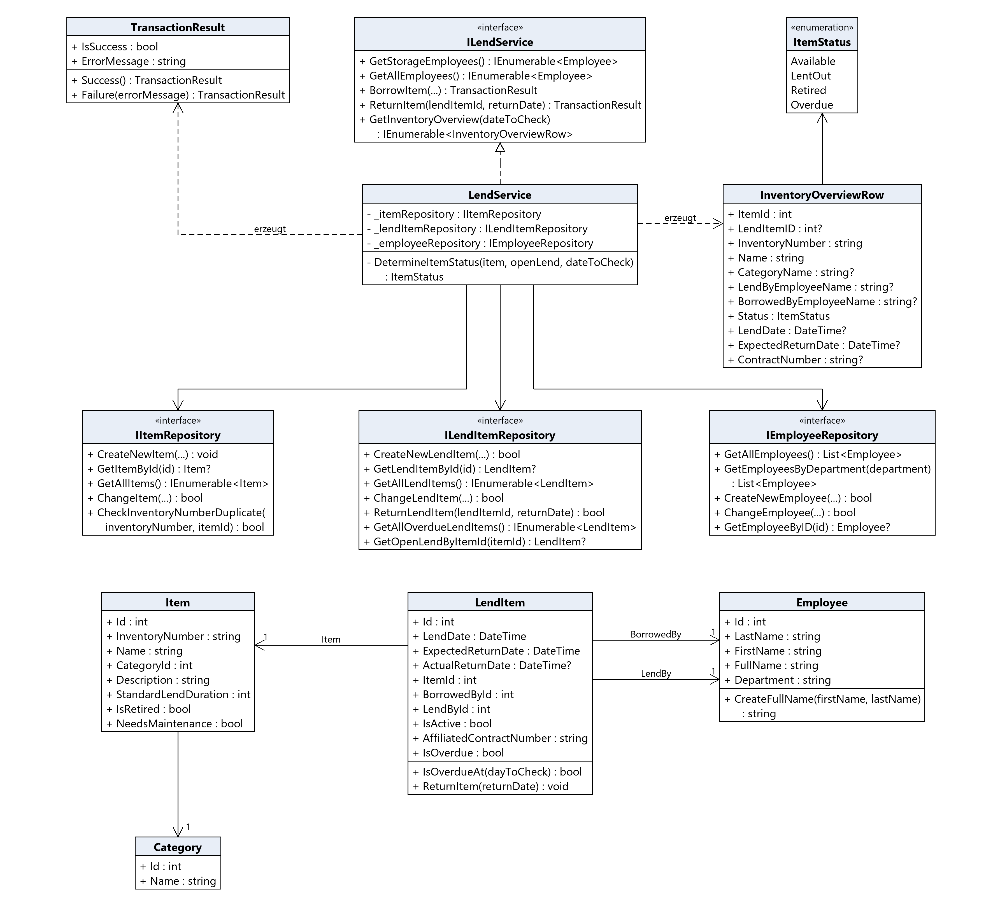 TransactionResult
+ IsSuccess : bool
+ ErrorMessage : string
+ Success() : TransactionResult
+ Failure(errorMessage) : TransactionResult
«interface»
ILendService
+ GetStorageEmployees() : IEnumerable<Employee>
+ GetAllEmployees() : IEnumerable<Employee>
+ BorrowItem(...) : TransactionResult
+ ReturnItem(lendItemId, returnDate) : TransactionResult
+ GetInventoryOverview(dateToCheck)
: IEnumerable<InventoryOverviewRow>
«enumeration»
ItemStatus
Available
LentOut
Retired
Overdue
erzeugt
LendService
- _itemRepository : IItemRepository
- _lendItemRepository : ILendItemRepository
- _employeeRepository : IEmployeeRepository
- DetermineItemStatus(item, openLend, dateToCheck)
: ItemStatus
erzeugt
InventoryOverviewRow
+ ItemId : int
+ LendItemID : int?
+ InventoryNumber : string
+ Name : string
+ CategoryName : string?
+ LendByEmployeeName : string?
+ BorrowedByEmployeeName : string?
+ Status : ItemStatus
+ LendDate : DateTime?
+ ExpectedReturnDate : DateTime?
+ ContractNumber : string?
«interface»
IItemRepository
+ CreateNewItem(...) : void
+ GetItemById(id) : Item?
+ GetAllItems() : IEnumerable<Item>
+ ChangeItem(...) : bool
+ CheckInventoryNumberDuplicate(
inventoryNumber, itemId) : bool
«interface»
ILendItemRepository
+ CreateNewLendItem(...) : bool
+ GetLendItemById(id) : LendItem?
+ GetAllLendItems() : IEnumerable<LendItem>
+ ChangeLendItem(...) : bool
+ ReturnLendItem(lendItemId, returnDate) : bool
+ GetAllOverdueLendItems() : IEnumerable<LendItem>
+ GetOpenLendByItemId(itemId) : LendItem?
«interface»
IEmployeeRepository
+ GetAllEmployees() : List<Employee>
+ GetEmployeesByDepartment(department)
: List<Employee>
+ CreateNewEmployee(...) : bool
+ ChangeEmployee(...) : bool
+ GetEmployeeByID(id) : Employee?
Item
+ Id : int
+ InventoryNumber : string
+ Name : string
+ CategoryId : int
+ Description : string
+ StandardLendDuration : int
+ IsRetired : bool
+ NeedsMaintenance : bool
1
Item
LendItem
+ Id : int
+ LendDate : DateTime
+ ExpectedReturnDate : DateTime
+ ActualReturnDate : DateTime?
+ ItemId : int
+ BorrowedById : int
+ LendById : int
+ IsActive : bool
+ AffiliatedContractNumber : string
+ IsOverdue : bool
+ IsOverdueAt(dayToCheck) : bool
+ ReturnItem(returnDate) : void
BorrowedBy
1
LendBy
1
Employee
+ Id : int
+ LastName : string
+ FirstName : string
+ FullName : string
+ Department : string
+ CreateFullName(firstName, lastName)
: string
1
Category
+ Id : int
+ Name : string